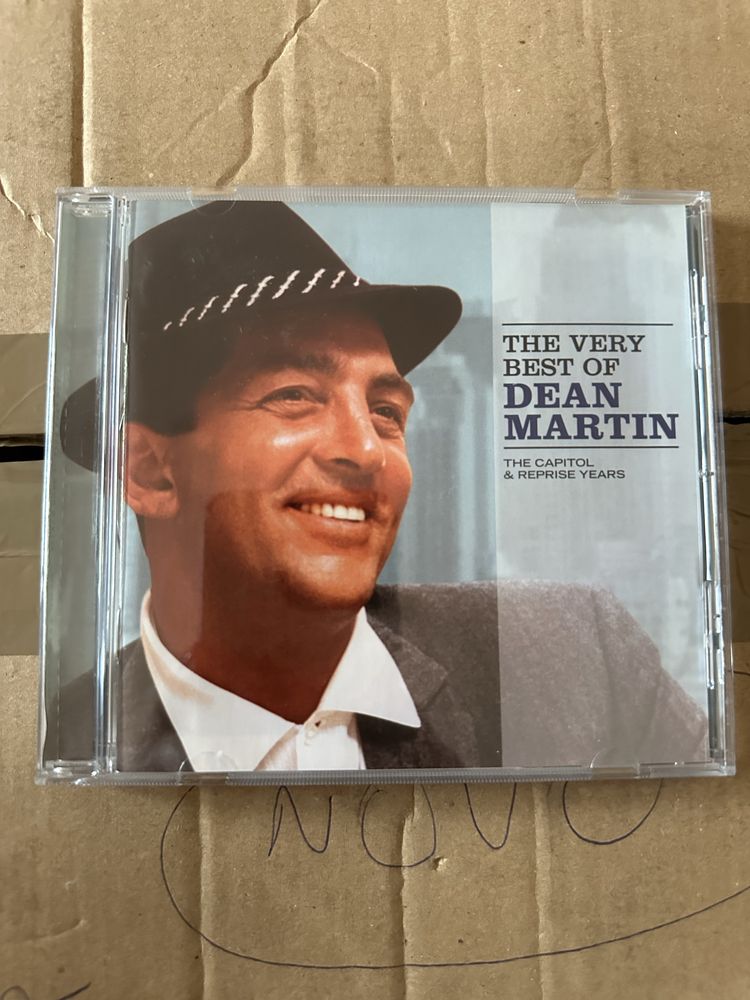 THE VERY
BEST OF
DEAN
MARTIN
THE CAPITOL
& REPRISE YEARS
NOVO